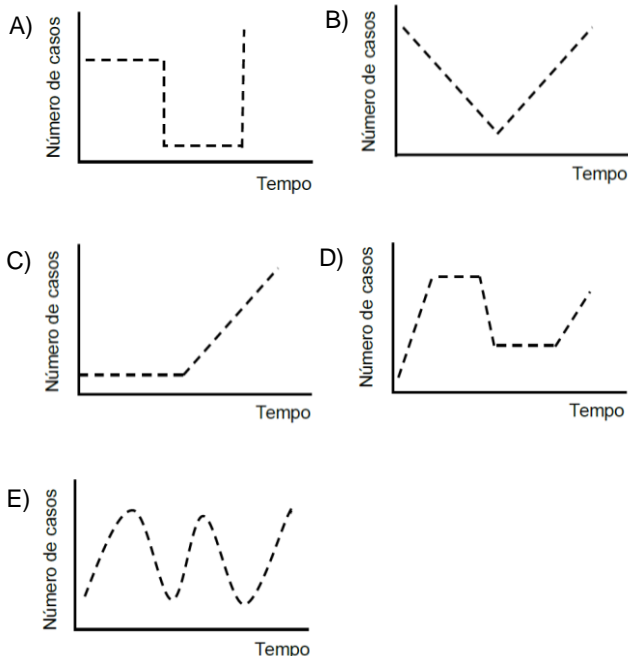 A)
Número de casos
Tempo
B)
Número de casos
Tempo
C)
Número de casos
Tempo
D)
Número de casos
Tempo
E)
Número de casos
Tempo